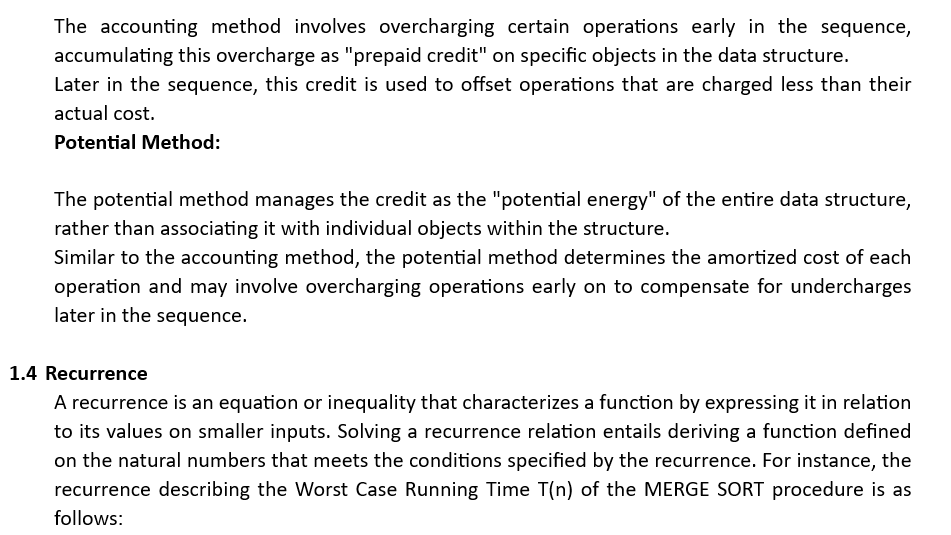 The accounting method involves overcharging certain operations early in the sequence,
accumulating this overcharge as "prepaid credit" on specific objects in the data structure.
Later in the sequence, this credit is used to offset operations that are charged less than their
actual cost.
Potential Method:
The potential method manages the credit as the "potential energy" of the entire data structure,
rather than associating it with individual objects within the structure.
Similar to the accounting method, the potential method determines the amortized cost of each
operation and may involve overcharging operations early on to compensate for undercharges
later in the sequence.
1.4 Recurrence
A recurrence is an equation or inequality that characterizes a function by expressing it in relation
to its values on smaller inputs. Solving a recurrence relation entails deriving a function defined
on the natural numbers that meets the conditions specified by the recurrence. For instance, the
recurrence describing the Worst Case Running Time T(n) of the MERGE SORT procedure is as
follows: